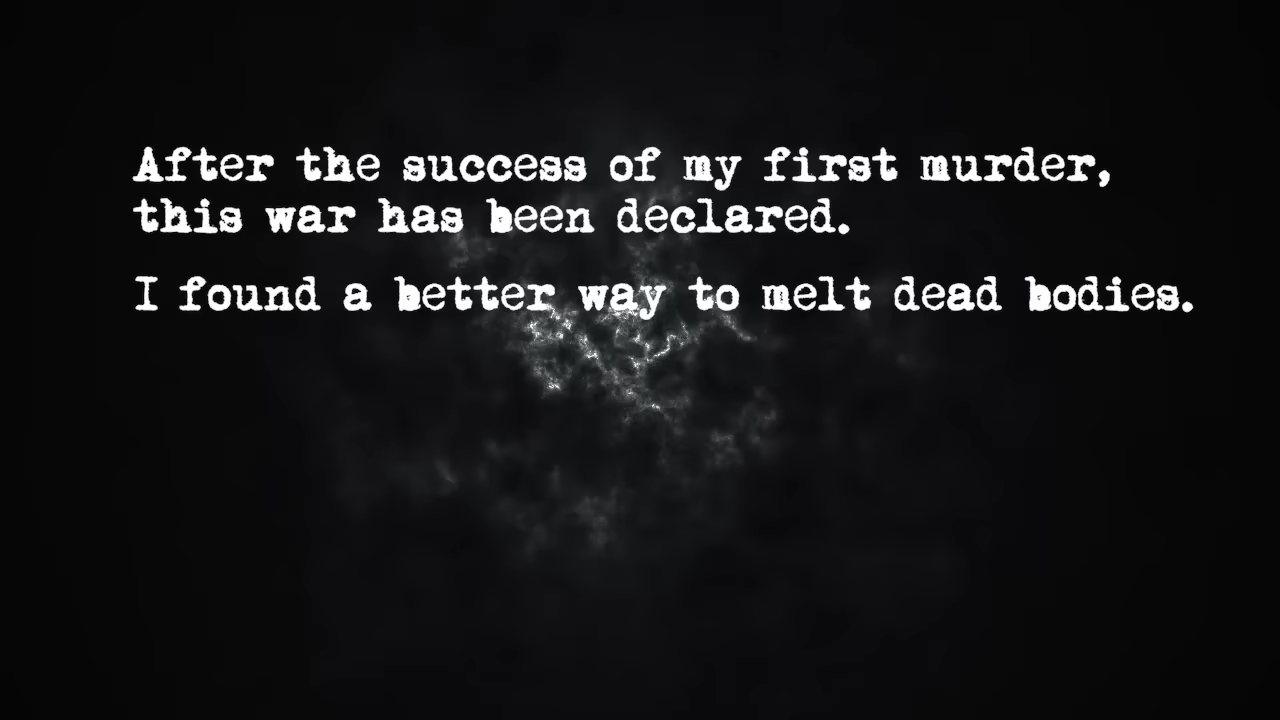 After the success of my first murder,
this war has been declared.
I found a better way to melt dead bodies.